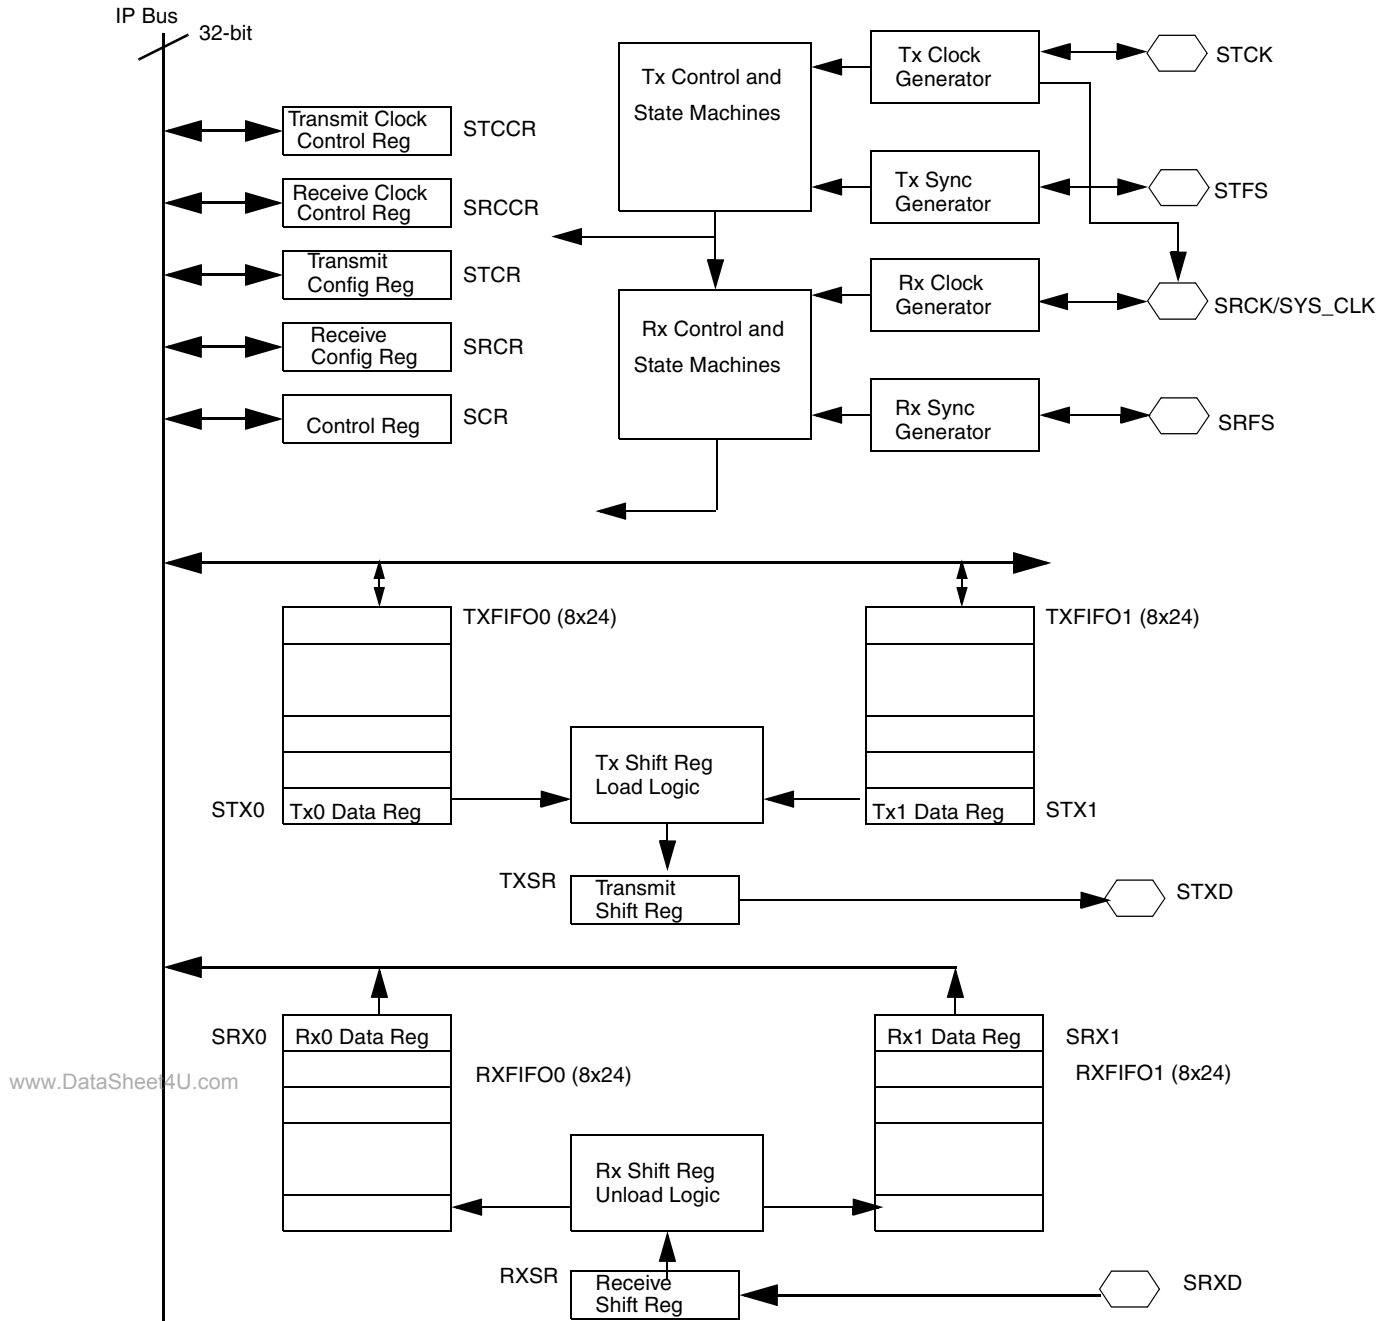 IP Bus
32-bit
Transmit Clock
Control Reg
STCCR
Receive Clock
Control Reg
SRCCR
Transmit
Config Reg
STCR
Receive
Config Reg
SRCR
Control Reg
SCR
Tx Control and
State Machines
Tx Clock
Generator
STCK
Tx Sync
Generator
STFS
Rx Control and
State Machines
Rx Clock
Generator
SRCK/SYS_CLK
Rx Sync
Generator
SRFS
TXFIFO0 (8x24)
TXFIFO1 (8x24)
Tx Shift Reg
Load Logic
STX0
Tx0 Data Reg
Tx1 Data Reg
STX1
TXSR
Transmit
Shift Reg
STXD
SRX0
Rx0 Data Reg
Rx1 Data Reg
SRX1
www.DataSheet4U.com
RXFIFO0 (8x24)
RXFIFO1 (8x24)
Rx Shift Reg
Unload Logic
RXSR
Receive
Shift Reg
SRXD